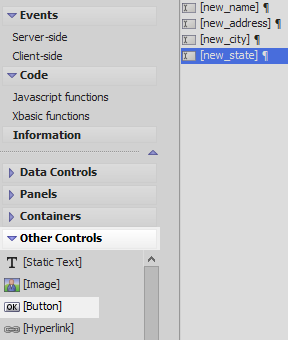 Events
Server-side
Client-side
Code
Javascript functions
Xbasic functions
Information
Data Controls
Panels
Containers
Other Controls
T [Static Text]
[Image]
OK [Button]
[Hyperlink]
[new_name] ¶
[new_address] ¶
[new_city] ¶
[new_state] ¶